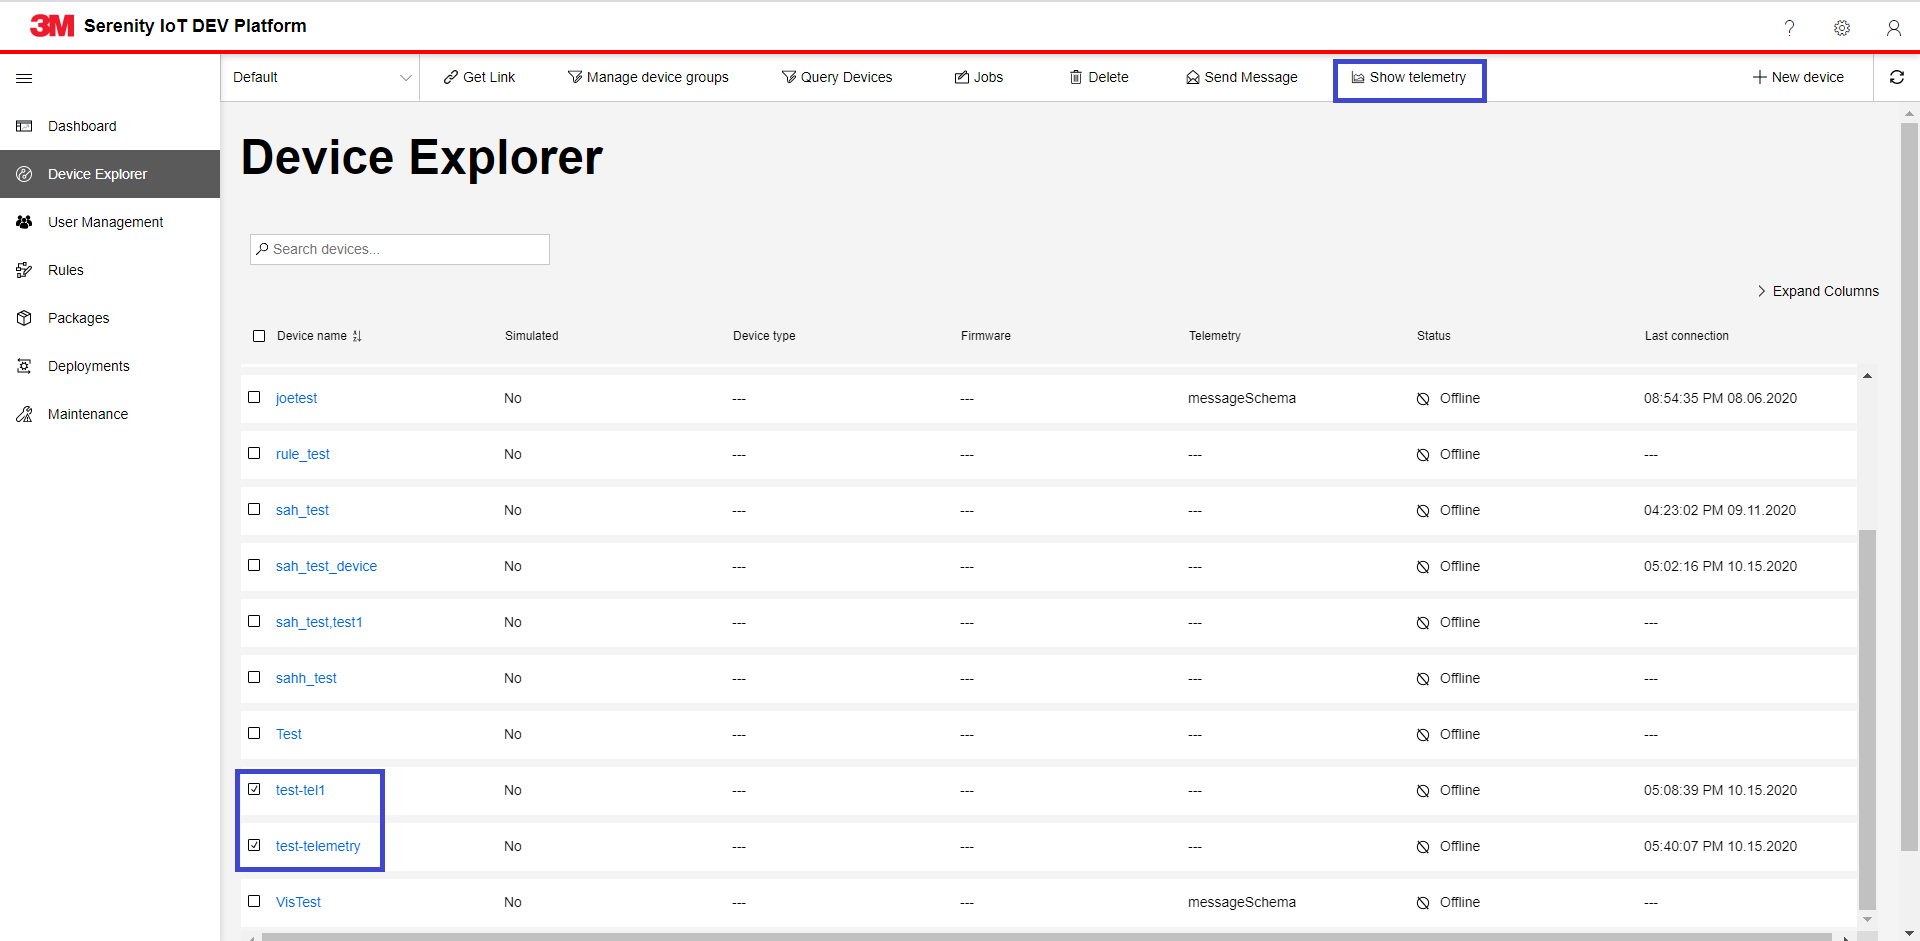 3M Serenity IoT DEV Platform
?
Default Get Link Manage device groups Query Devices Jobs Delete Send Message Show telemetry New device
Dashboard
Device Explorer
User Management
Rules
Packages
Deployments
Maintenance
Device Explorer
Search devices...
Expand Columns
Device name Simulated Device type Firmware Telemetry Status Last connection
joetest No --- --- messageSchema Offline 08:54:35 PM 08.06.2020
rule_test No --- --- --- Offline ---
sah_test No --- --- --- Offline 04:23:02 PM 09.11.2020
sah_test_device No --- --- --- Offline 05:02:16 PM 10.15.2020
sah_test,test1 No --- --- --- Offline ---
sahh_test No --- --- --- Offline ---
Test No --- --- --- Offline ---
test-tel1 No --- --- --- Offline 05:08:39 PM 10.15.2020
test-telemetry No --- --- --- Offline 05:40:07 PM 10.15.2020
VisTest No --- --- messageSchema Offline ---